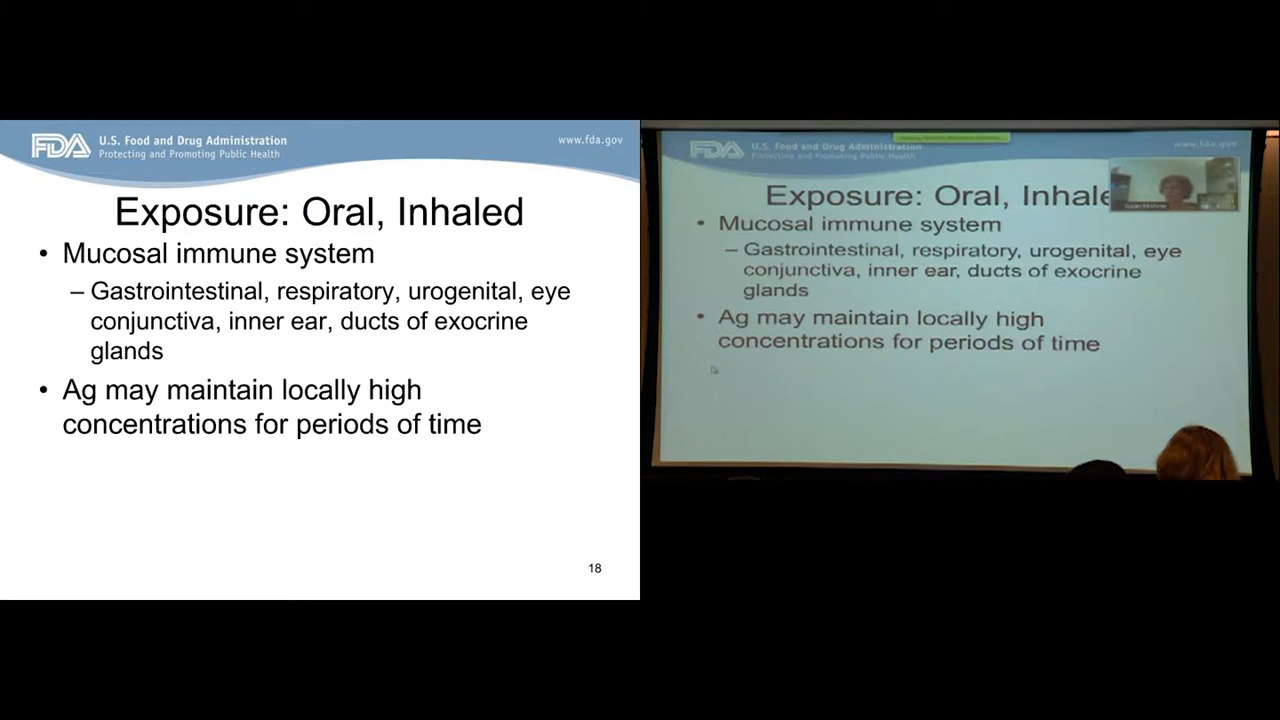 FDA U.S. Food and Drug Administration
Protecting and Promoting Public Health
www.fda.gov
Exposure: Oral, Inhaled
• Mucosal immune system
– Gastrointestinal, respiratory, urogenital, eye
conjunctiva, inner ear, ducts of exocrine
glands
• Ag may maintain locally high
concentrations for periods of time
18
FDA U.S. Food and Drug Administration
Protecting and Promoting Public Health
www.fda.gov
Exposure: Oral, Inhale
• Mucosal immune system
– Gastrointestinal, respiratory, urogenital, eye
conjunctiva, inner ear, ducts of exocrine
glands
• Ag may maintain locally high
concentrations for periods of time